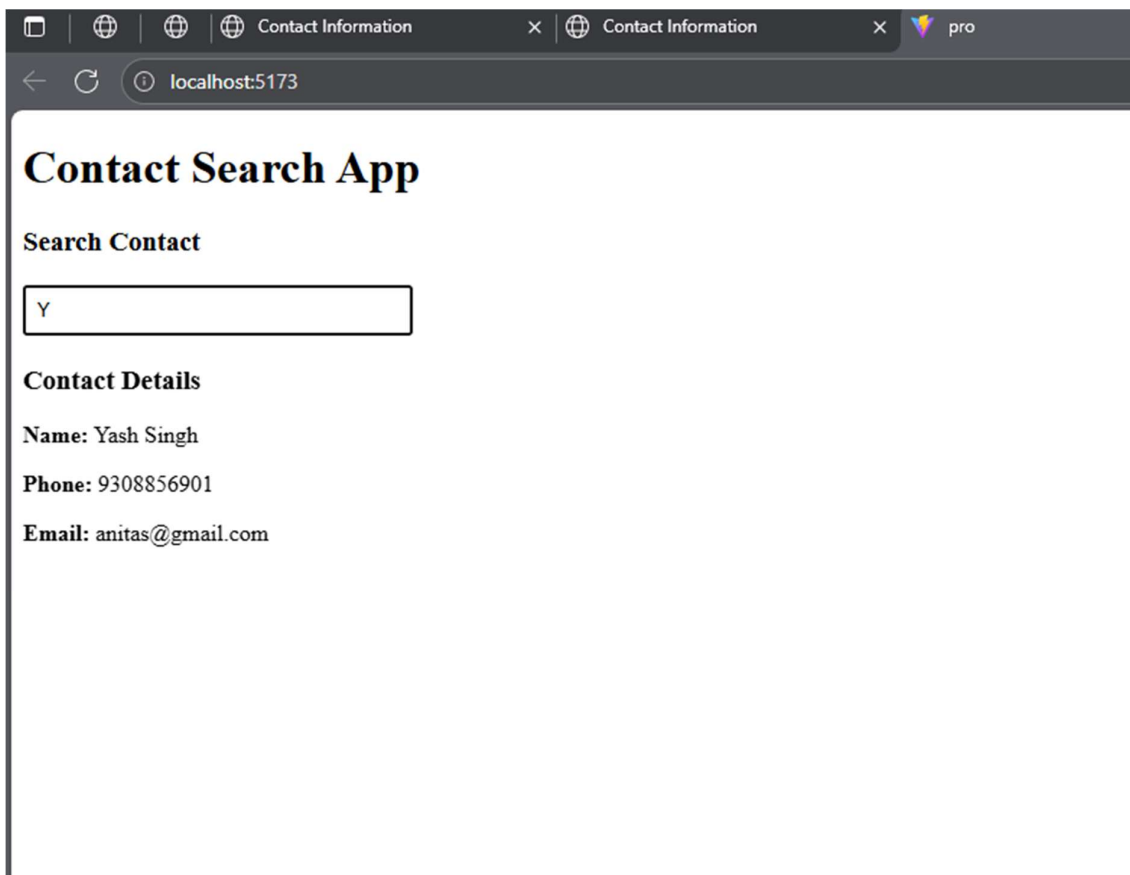 Contact Information
Contact Information
pro
localhost:5173
Contact Search App
Search Contact
Y
Contact Details
Name: Yash Singh
Phone: 9308856901
Email: anitas@gmail.com